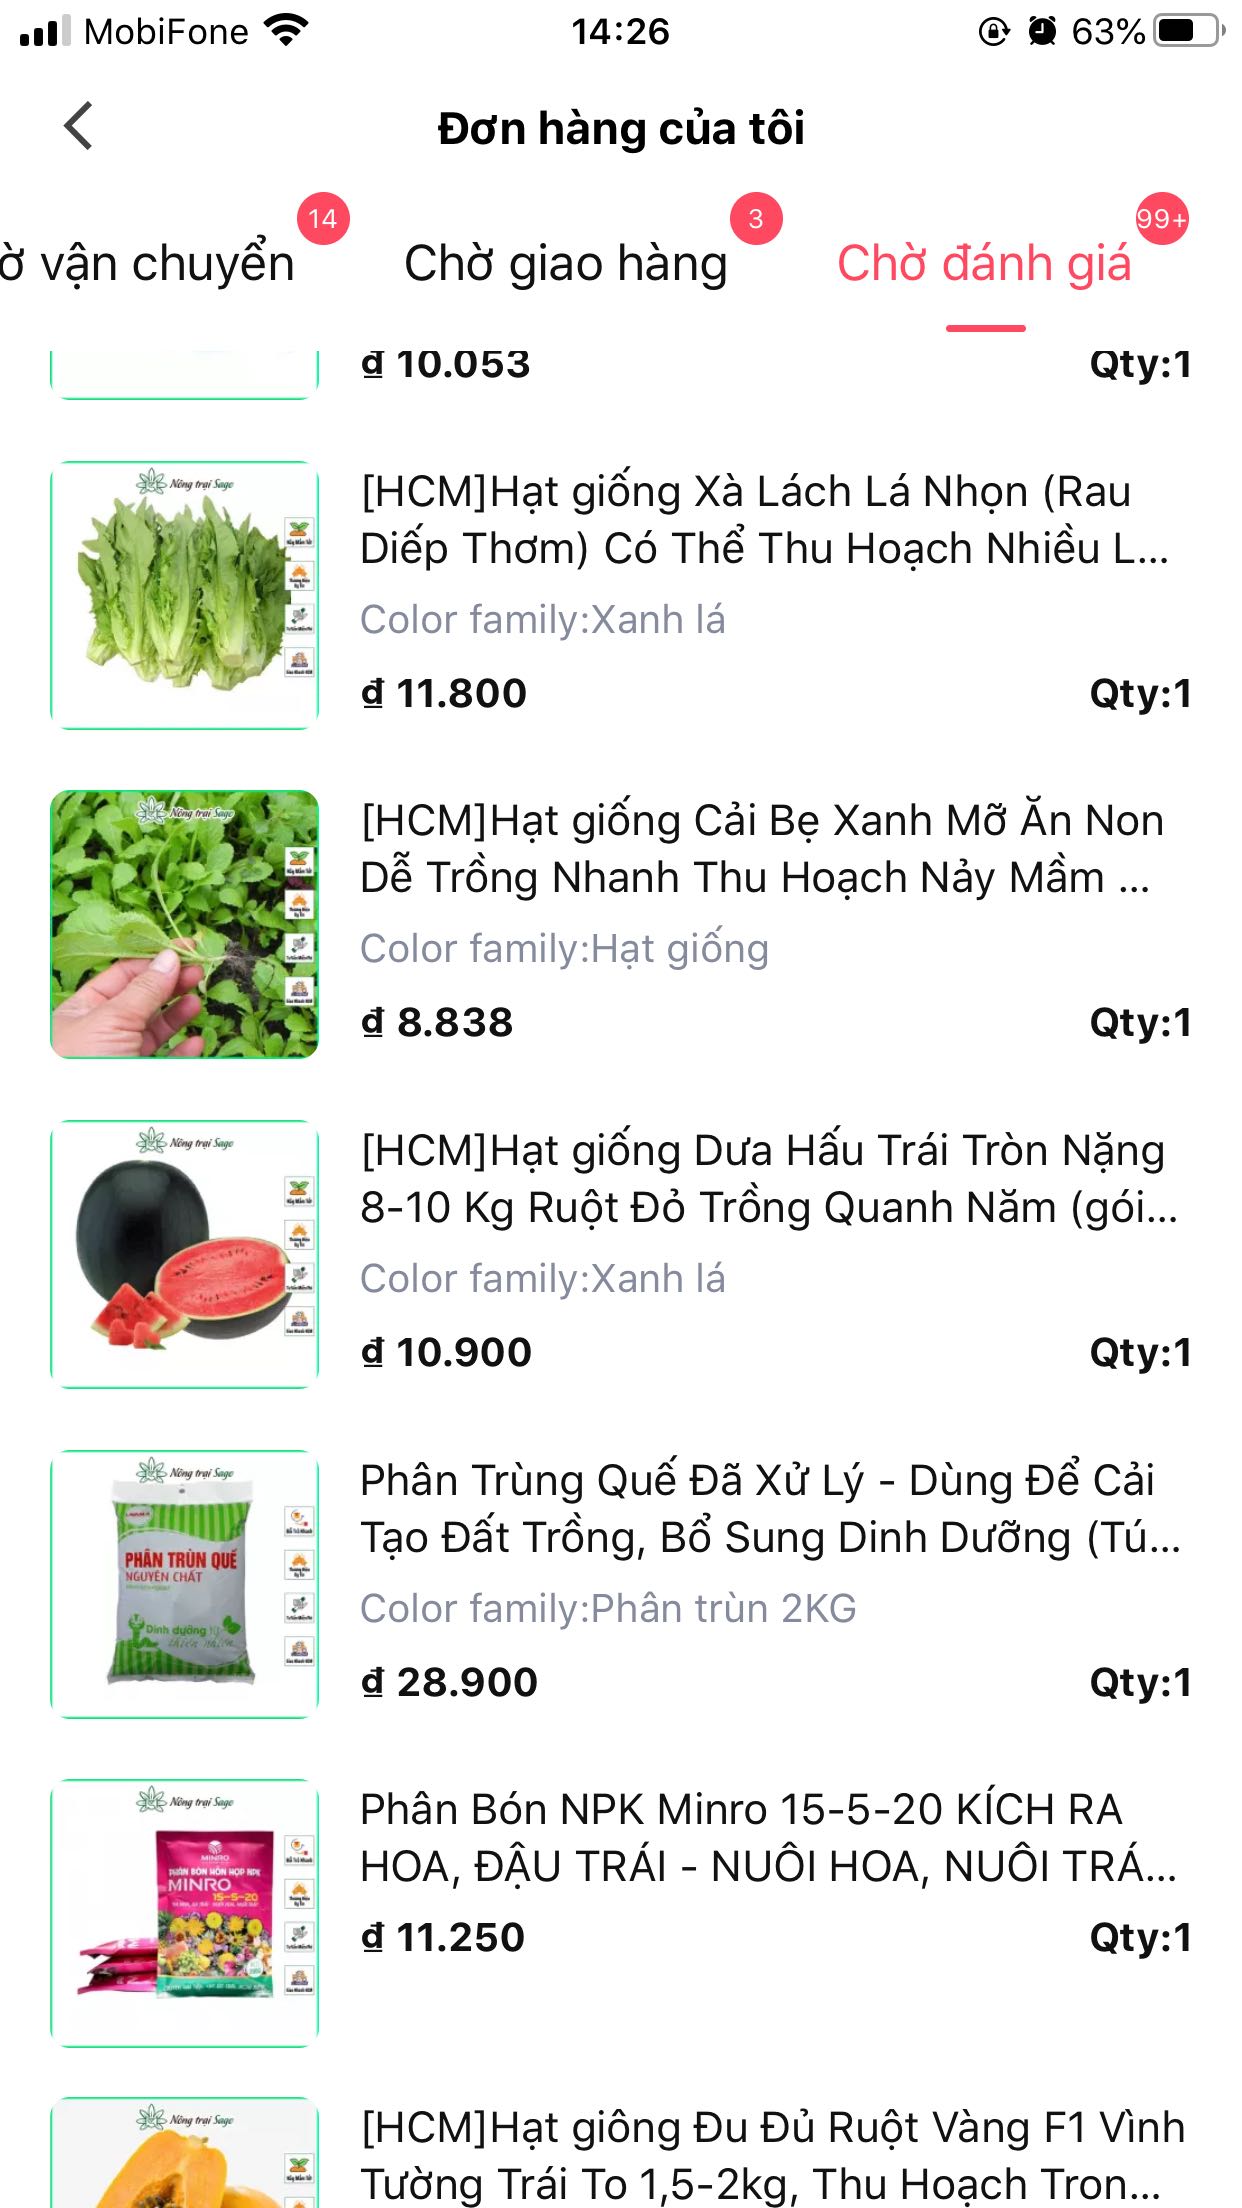 MobiFone
14:26
63%
Đơn hàng của tôi
ờ vận chuyển
14
Chờ giao hàng
3
Chờ đánh giá
99+
₫ 10.053
Qty:1
Nông trại Sago
[HCM]Hạt giống Xà Lách Lá Nhọn (Rau
Diếp Thơm) Có Thể Thu Hoạch Nhiều L...
Color family:Xanh lá
₫ 11.800
Qty:1
Nông trại Sago
[HCM]Hạt giống Cải Bẹ Xanh Mỡ Ăn Non
Dễ Trồng Nhanh Thu Hoạch Nảy Mầm ...
Color family:Hạt giống
₫ 8.838
Qty:1
Nông trại Sago
[HCM]Hạt giống Dưa Hấu Trái Tròn Nặng
8-10 Kg Ruột Đỏ Trồng Quanh Năm (gói...
Color family:Xanh lá
₫ 10.900
Qty:1
Nông trại Sago
PHÂN TRÙN QUẾ
NGUYÊN CHẤT
Dinh dưỡng từ
thiên nhiên
Phân Trùng Quế Đã Xử Lý - Dùng Để Cải
Tạo Đất Trồng, Bổ Sung Dinh Dưỡng (Tú...
Color family:Phân trùn 2KG
₫ 28.900
Qty:1
Nông trại Sago
MINRO
PHÂN BÓN HỖN HỢP NPK
MINRO
15-5-20
Phân Bón NPK Minro 15-5-20 KÍCH RA
HOA, ĐẬU TRÁI - NUÔI HOA, NUÔI TRÁ...
₫ 11.250
Qty:1
Nông trại Sago
[HCM]Hạt giông Đu Đủ Ruột Vàng F1 Vình
Tường Trái To 1,5-2kg, Thu Hoạch Tron...